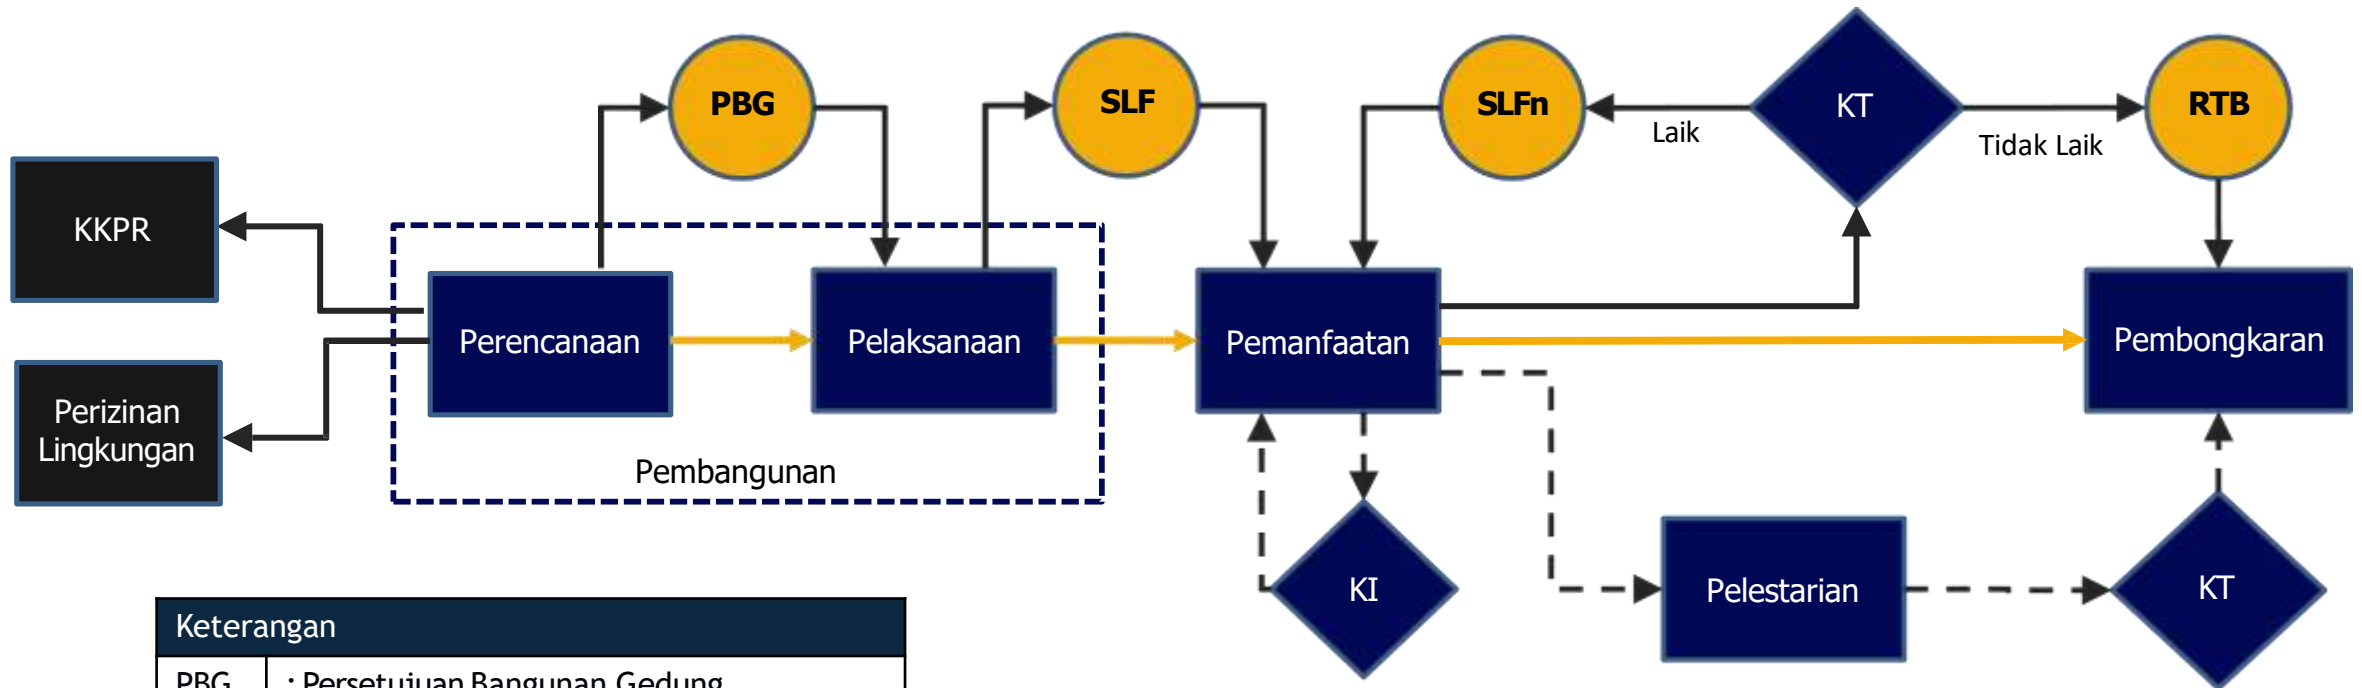 PBG
SLF
SLFn
KT
RTB
Laik
Tidak Laik
KKPR
Perencanaan
Pelaksanaan
Pemanfaatan
Pembongkaran
Perizinan
Lingkungan
Pembangunan
KI
Pelestarian
KT
Keterangan
PBG : Persetujuan Bangunan Gedung